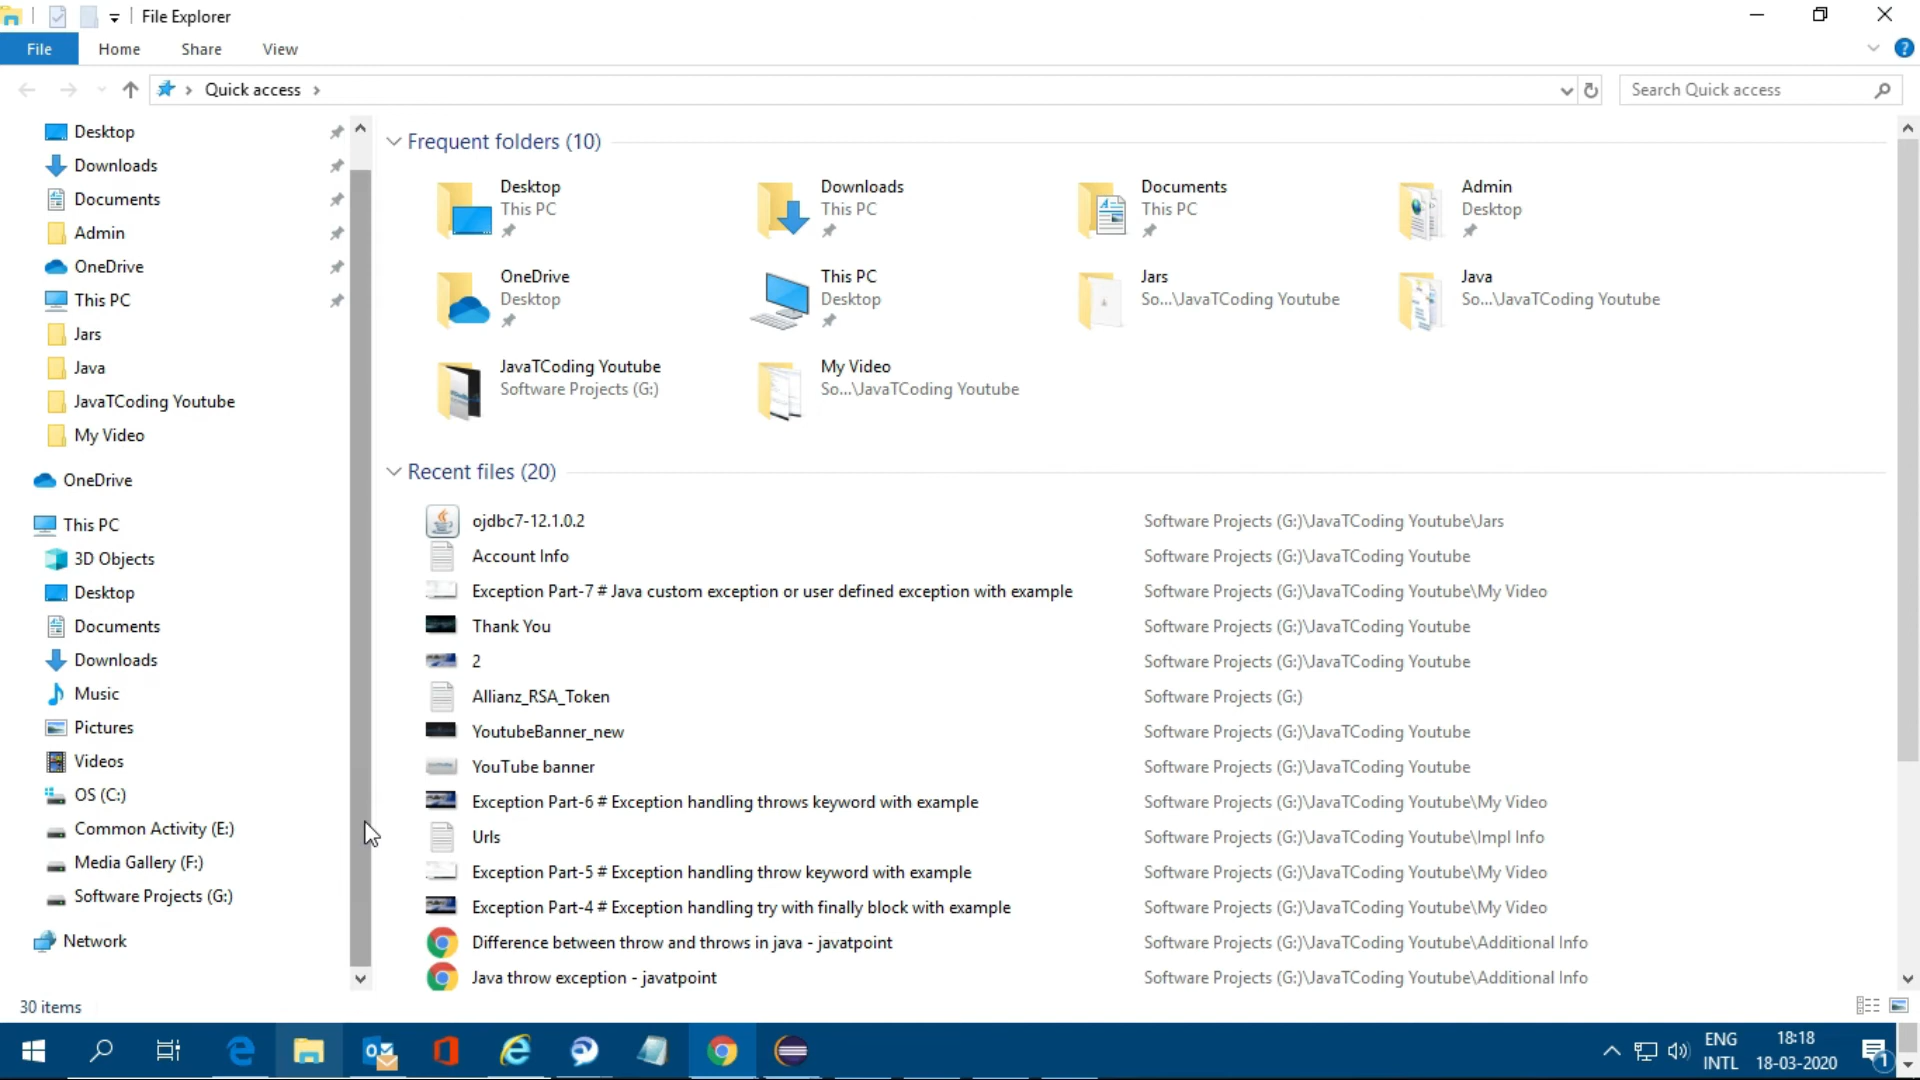 File Explorer
File Home Share View
Quick access
Search Quick access
Desktop
Downloads
Documents
Admin
OneDrive
This PC
Jars
Java
JavaTCoding Youtube
My Video
OneDrive
This PC
3D Objects
Desktop
Documents
Downloads
Music
Pictures
Videos
OS (C:)
Common Activity (E:)
Media Gallery (F:)
Software Projects (G:)
Network
Frequent folders (10)
Desktop
This PC
Downloads
This PC
Documents
This PC
Admin
Desktop
OneDrive
Desktop
This PC
Desktop
Jars
So...\JavaTCoding Youtube
Java
So...\JavaTCoding Youtube
JavaTCoding Youtube
Software Projects (G:)
My Video
So...\JavaTCoding Youtube
Recent files (20)
ojdbc7-12.1.0.2 Software Projects (G:)\JavaTCoding Youtube\Jars
Account Info Software Projects (G:)\JavaTCoding Youtube
Exception Part-7 # Java custom exception or user defined exception with example Software Projects (G:)\JavaTCoding Youtube\My Video
Thank You Software Projects (G:)\JavaTCoding Youtube
2 Software Projects (G:)\JavaTCoding Youtube
Allianz_RSA_Token Software Projects (G:)
YoutubeBanner_new Software Projects (G:)\JavaTCoding Youtube
YouTube banner Software Projects (G:)\JavaTCoding Youtube
Exception Part-6 # Exception handling throws keyword with example Software Projects (G:)\JavaTCoding Youtube\My Video
Urls Software Projects (G:)\JavaTCoding Youtube\Impl Info
Exception Part-5 # Exception handling throw keyword with example Software Projects (G:)\JavaTCoding Youtube\My Video
Exception Part-4 # Exception handling try with finally block with example Software Projects (G:)\JavaTCoding Youtube\My Video
Difference between throw and throws in java - javatpoint Software Projects (G:)\JavaTCoding Youtube\Additional Info
Java throw exception - javatpoint Software Projects (G:)\JavaTCoding Youtube\Additional Info
30 items
ENG
INTL
18:18
18-03-2020
1